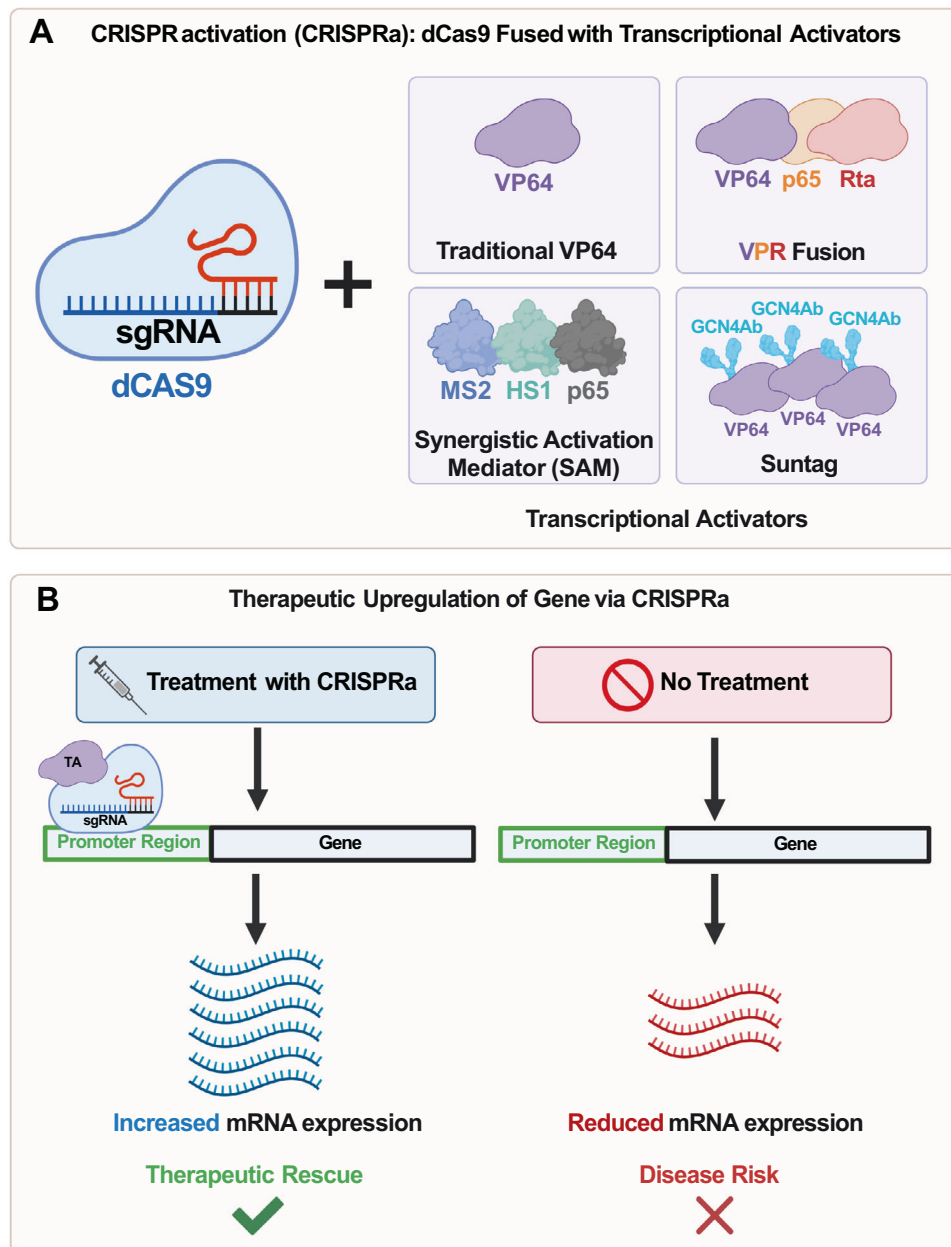 A
CRISPR activation (CRISPRa): dCas9 Fused with Transcriptional Activators
sgRNA
dCAS9
VP64
Traditional VP64
VP64 p65 Rta
VPR Fusion
MS2 HS1 p65
Synergistic Activation
Mediator (SAM)
GCN4Ab
GCN4Ab
GCN4Ab
VP64
VP64
VP64
Suntag
Transcriptional Activators
B
Therapeutic Upregulation of Gene via CRISPRa
Treatment with CRISPRa
No Treatment
TA
sgRNA
Promoter Region
Gene
Promoter Region
Gene
Increased mRNA expression
Reduced mRNA expression
Therapeutic Rescue
Disease Risk